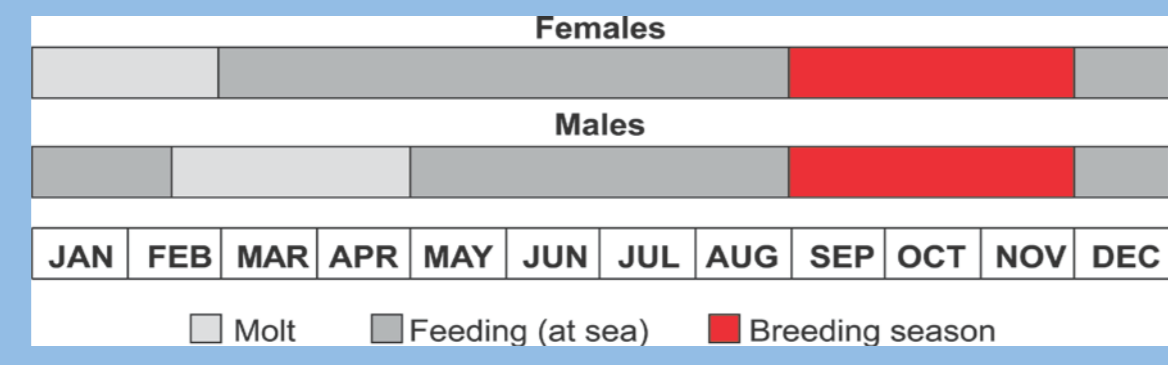 Females
Males
JAN FEB MAR APR MAY JUN JUL AUG SEP OCT NOV DEC
Molt Feeding (at sea) Breeding season